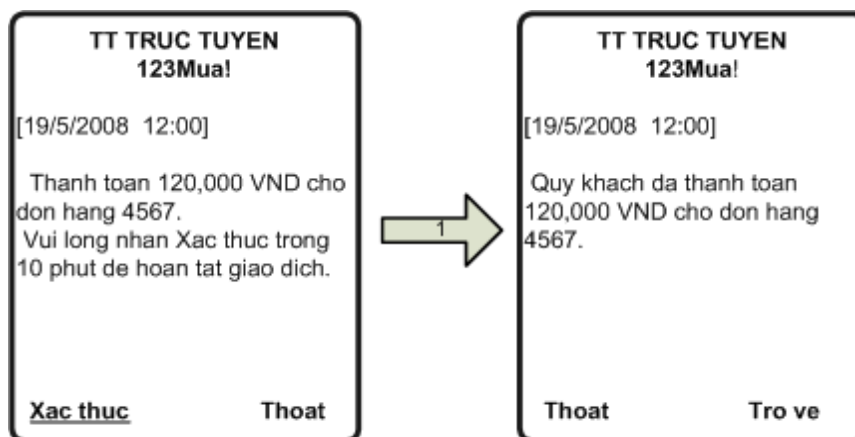 TT TRUC TUYEN
123Mua!
[19/5/2008 12:00]
Thanh toan 120,000 VND cho
don hang 4567.
Vui long nhan Xac thuc trong
10 phut de hoan tat giao dich.
Xac thuc Thoat
1
TT TRUC TUYEN
123Mua!
[19/5/2008 12:00]
Quy khach da thanh toan
120,000 VND cho don hang
4567.
Thoat Tro ve